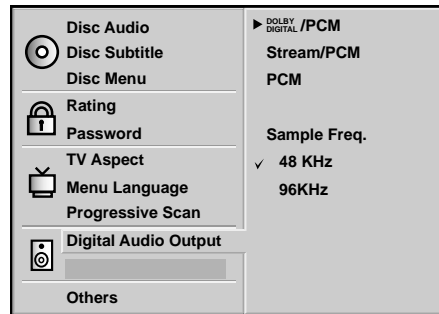 Disc Audio
Disc Subtitle
Disc Menu
Rating
Password
TV Aspect
Menu Language
Progressive Scan
Digital Audio Output
Others
DOLBY DIGITAL /PCM
Stream/PCM
PCM
Sample Freq.
48 KHz
96KHz